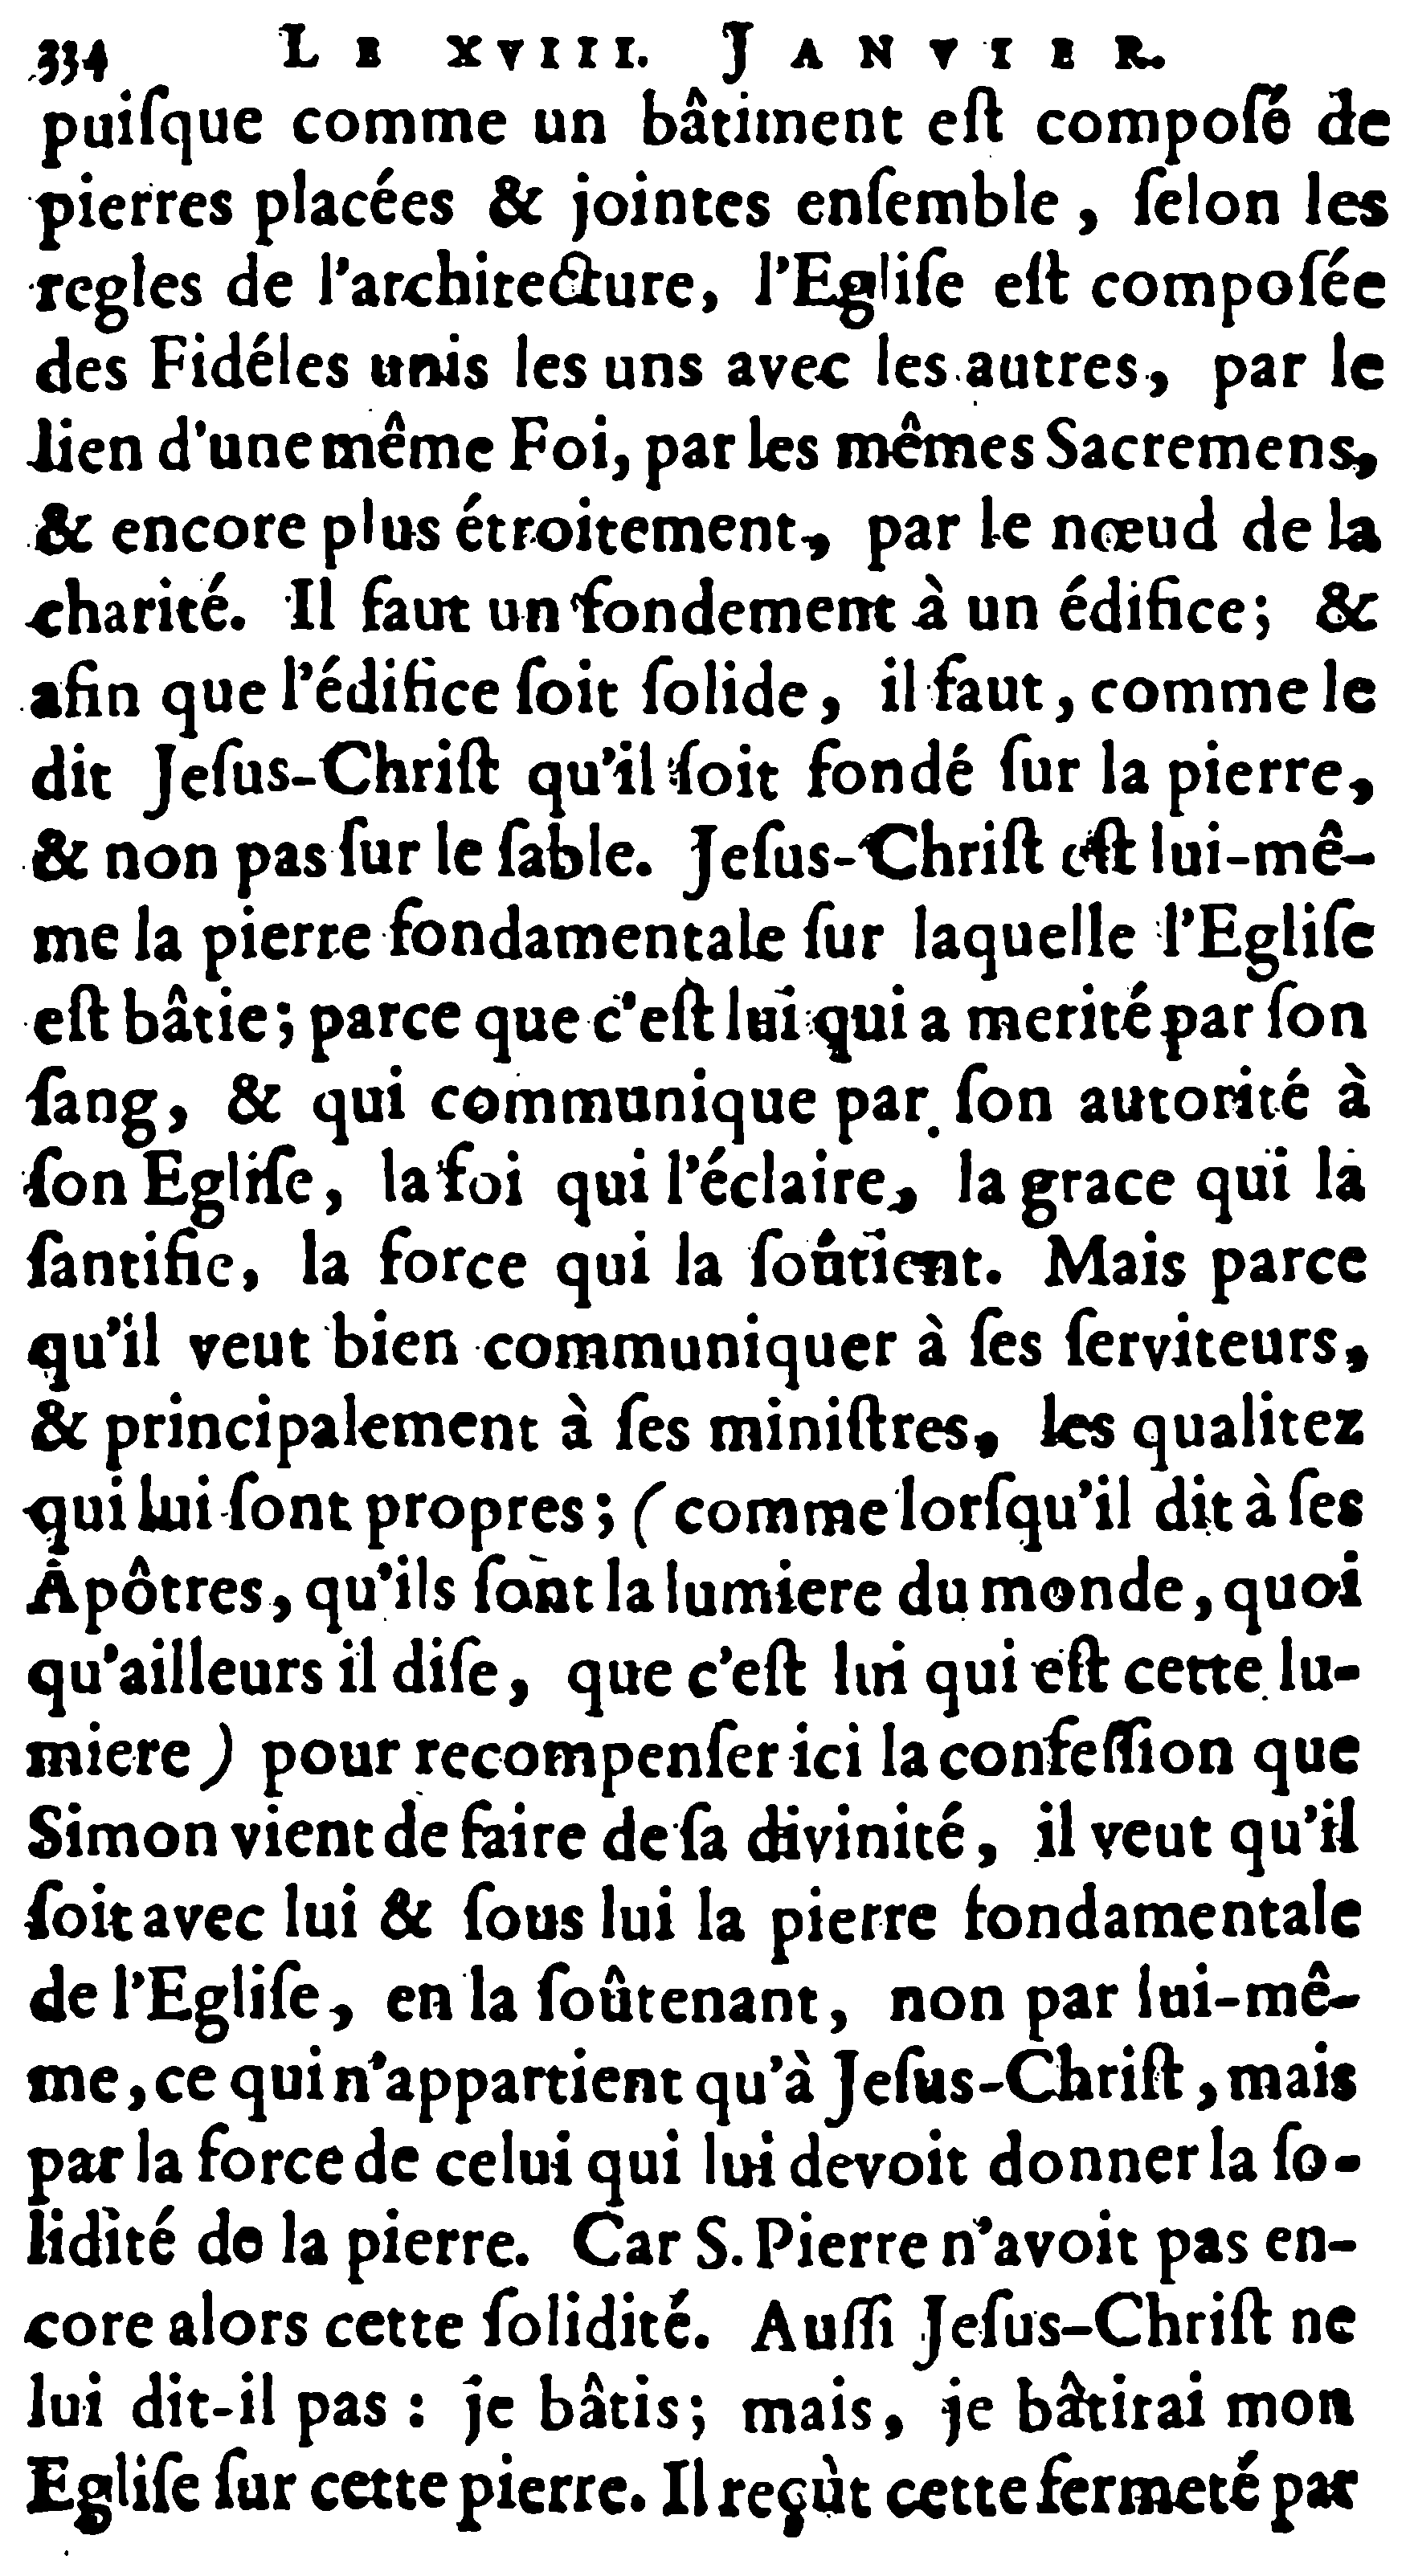 334 LE XVIII. JANVIER.
puiſque comme un bâtiment eſt compoſé de
pierres placées & jointes enſemble, ſelon les
regles de l'architecture, l'Egliſe eſt compoſée
des Fidéles unis les uns avec les autres, par le
lien d'une même Foi, par les mêmes Sacremens,
& encore plus étroitement, par le nœud de la
charité. Il faut un fondement à un édifice; &
afin que l'édifice ſoit ſolide, il faut, comme le
dit Jeſus-Chriſt qu'il ſoit fondé ſur la pierre,
& non pas ſur le ſable. Jeſus-Chriſt eſt lui-mê-
me la pierre fondamentale ſur laquelle l'Egliſe
eſt bâtie; parce que c'eſt lui qui a merité par ſon
ſang, & qui communique par ſon autorité à
ſon Egliſe, la foi qui l'éclaire, la grace qui la
ſantifie, la force qui la ſoûtient. Mais parce
qu'il veut bien communiquer à ſes ſerviteurs,
& principalement à ſes miniſtres, les qualitez
qui lui ſont propres; (comme lorſqu'il dit à ſes
Apôtres, qu'ils ſont la lumiere du monde, quoi
qu'ailleurs il diſe, que c'eſt lui qui eſt cette lu-
miere) pour recompenſer ici la confeſſion que
Simon vient de faire de ſa divinité, il veut qu'il
ſoit avec lui & ſous lui la pierre fondamentale
de l'Egliſe, en la ſoûtenant, non par lui-mê-
me, ce qui n'appartient qu'à Jeſus-Chriſt, mais
par la force de celui qui lui devoit donner la ſo-
lidité de la pierre. Car S. Pierre n'avoit pas en-
core alors cette ſolidité. Auſſi Jeſus-Chriſt ne
lui dit-il pas : je bâtis; mais, je bâtirai mon
Egliſe ſur cette pierre. Il reçût cette fermeté par